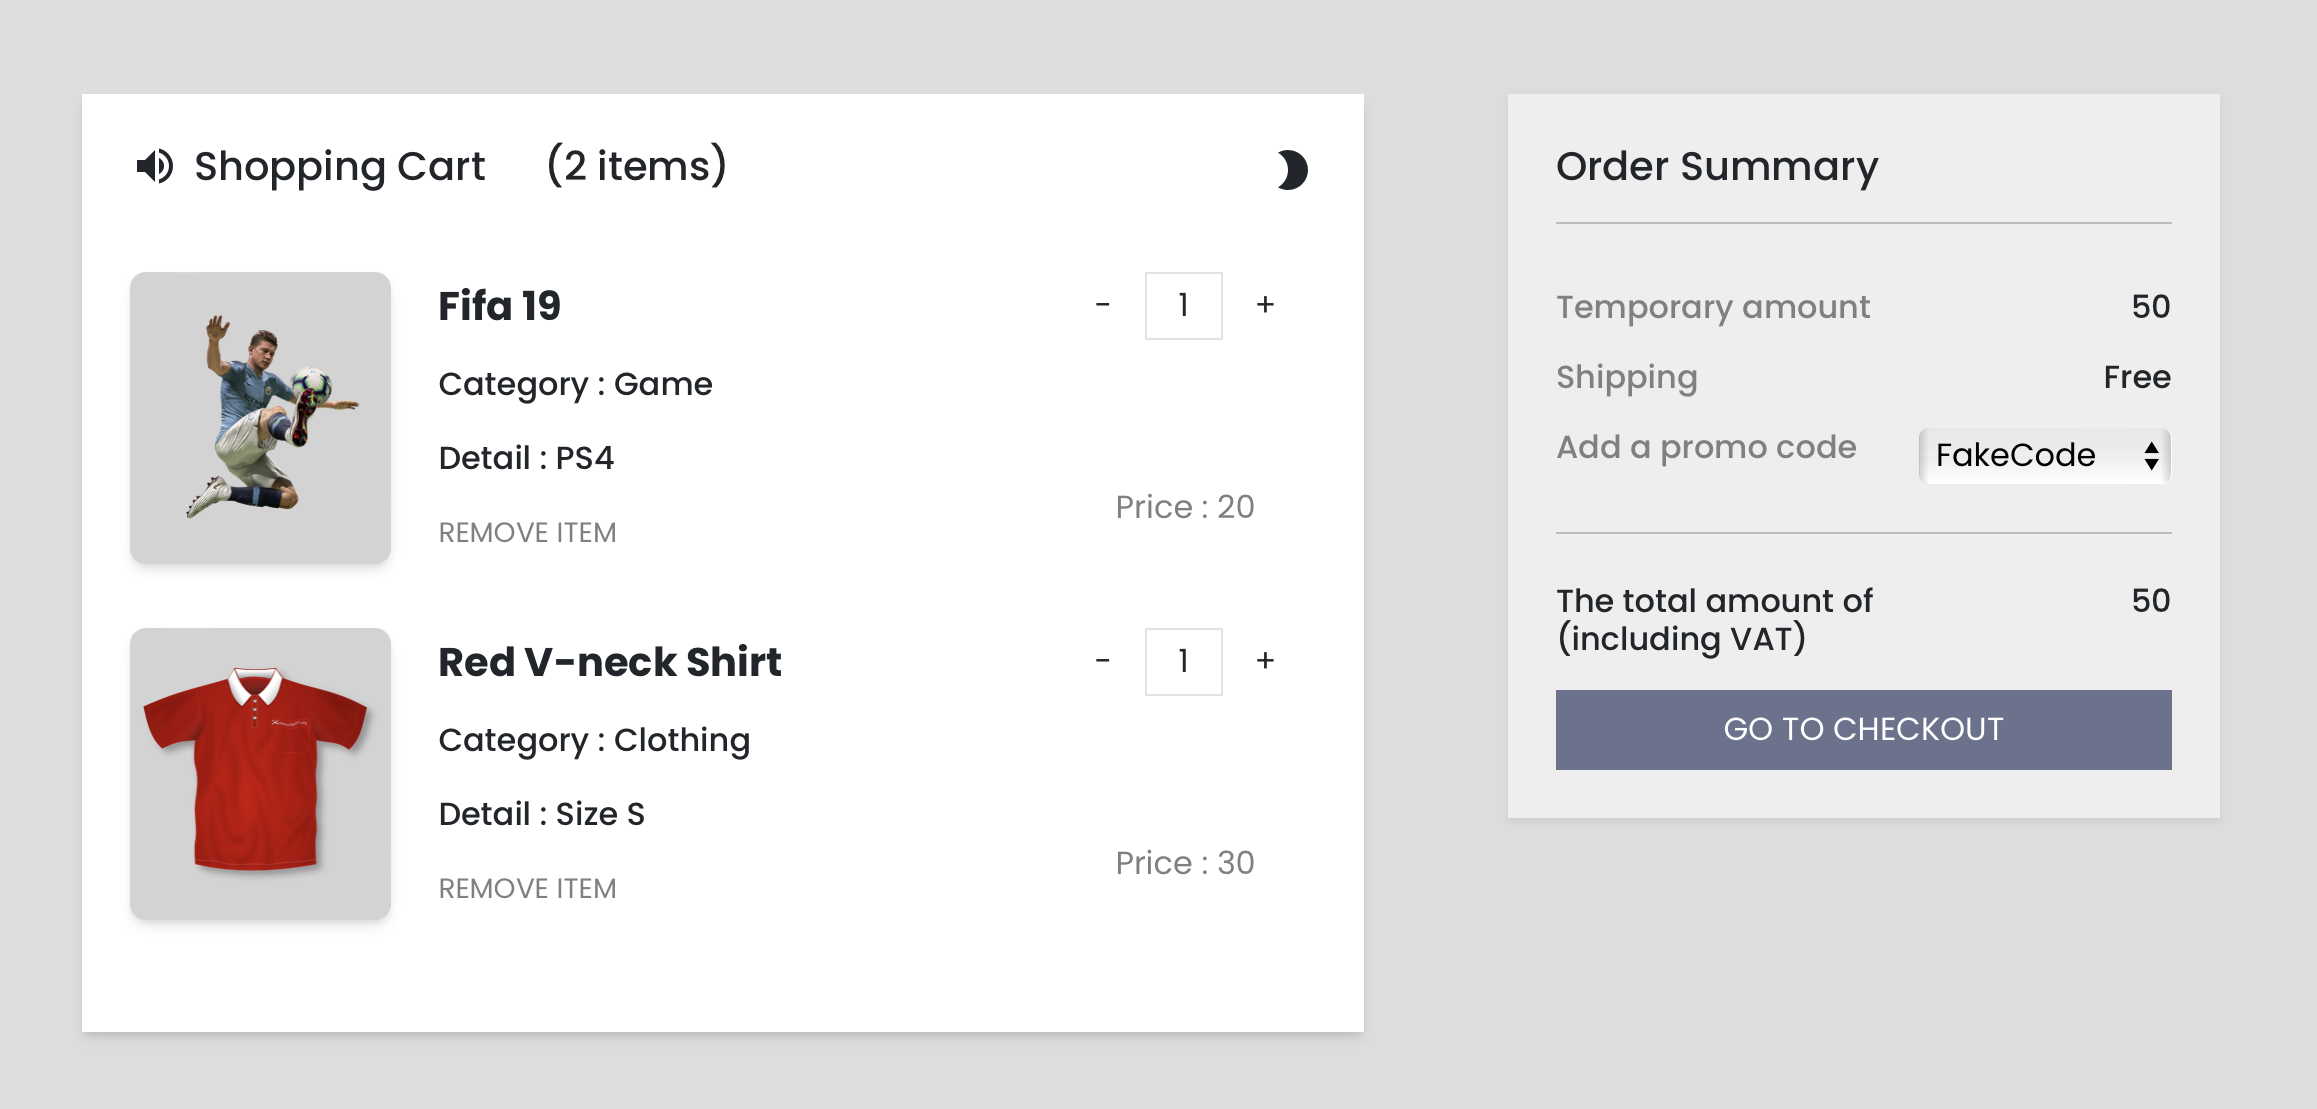 Shopping Cart (2 items)
Fifa 19
- 1 +
Category : Game
Detail : PS4
Price : 20
REMOVE ITEM
Red V-neck Shirt
- 1 +
Category : Clothing
Detail : Size S
Price : 30
REMOVE ITEM
Order Summary
Temporary amount 50
Shipping Free
Add a promo code FakeCode
The total amount of 50
(including VAT)
GO TO CHECKOUT